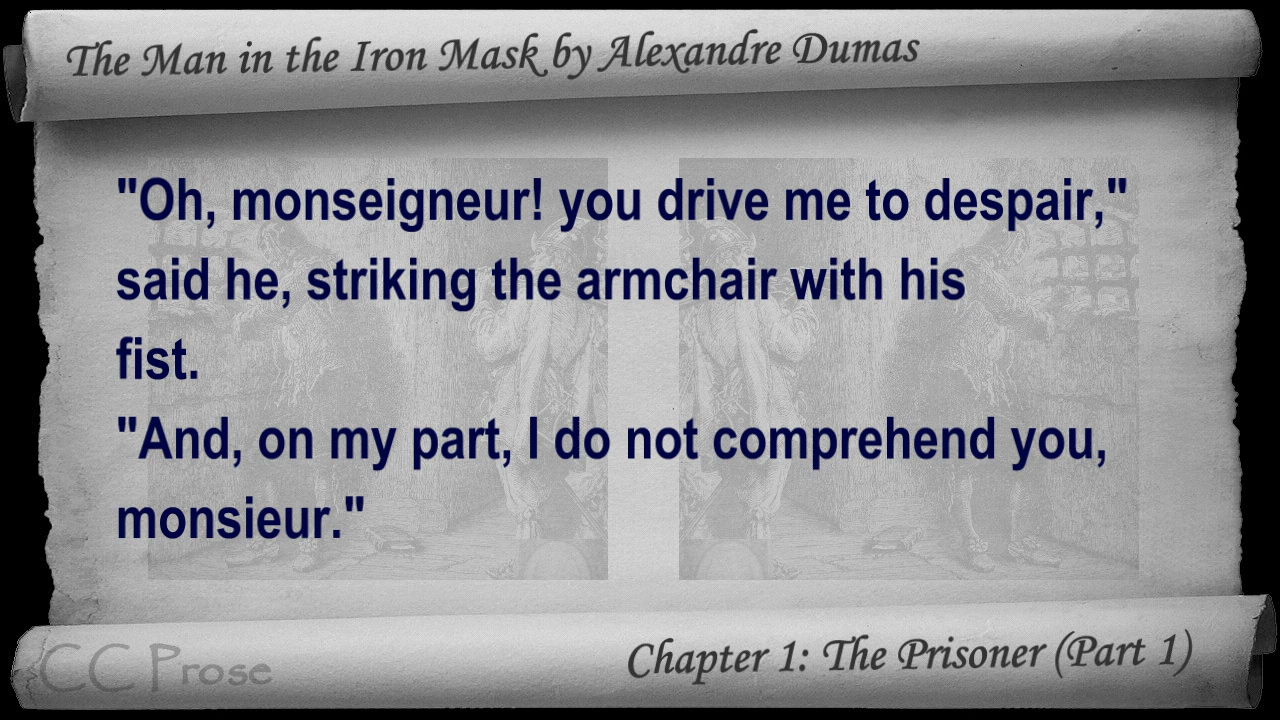 The Man in the Iron Mask by Alexandre Dumas
"Oh, monseigneur! you drive me to despair,"
said he, striking the armchair with his
fist.
"And, on my part, I do not comprehend you,
monsieur."
CC Prose
Chapter 1: The Prisoner (Part 1)